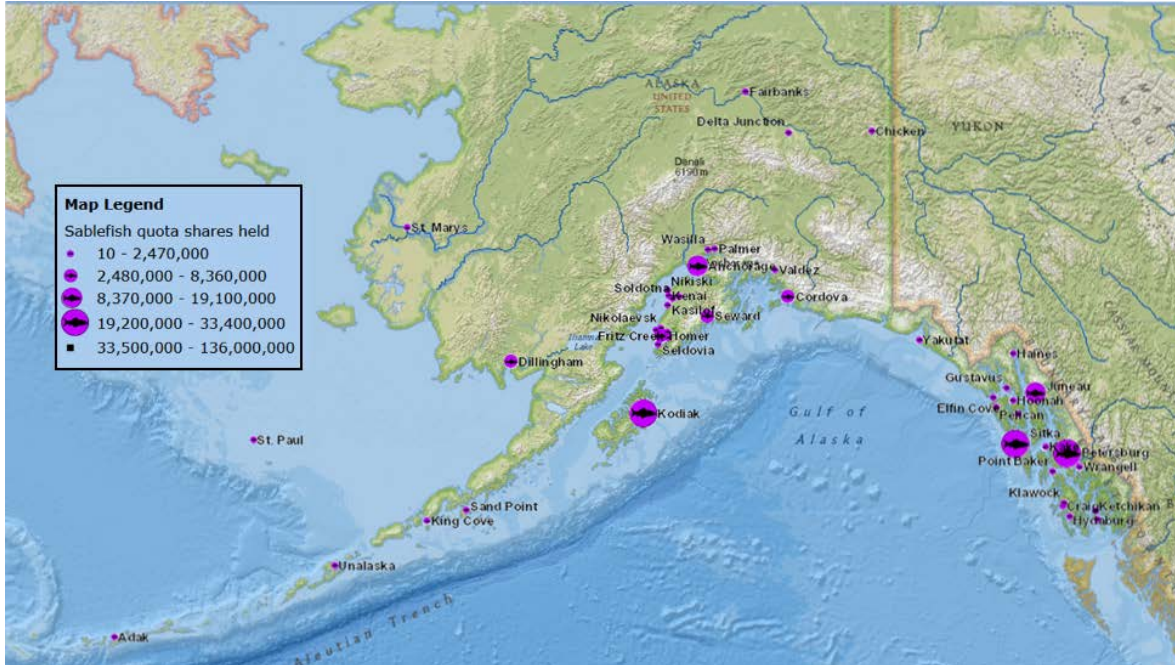 Map Legend
Sablefish quota shares held
10 - 2,470,000
2,480,000 - 8,360,000
8,370,000 - 19,100,000
19,200,000 - 33,400,000
33,500,000 - 136,000,000
ALASKA
UNITED
STATES
Fairbanks
Delta Junction
Chicken
YUKON
Denali
6190 m
St. Marys
Wasilla
Palmer
Anchorage
Valdez
Nikiski
Soldotna
Kenai
Cordova
Kasilof
Seward
Nikolaevsk
Fritz Creek
Homer
Seldovia
Yakutat
Haines
Dillingham
Gustavus
Juneau
Hoonah
Elfin Cove
Pelican
Kodiak
Gulf of
Alaska
Sitka
St. Paul
Petersburg
Point Baker
Wrangell
Klawock
Sand Point
Craig
Ketchikan
King Cove
Hydaburg
Unalaska
Aleutian Trench
Adak